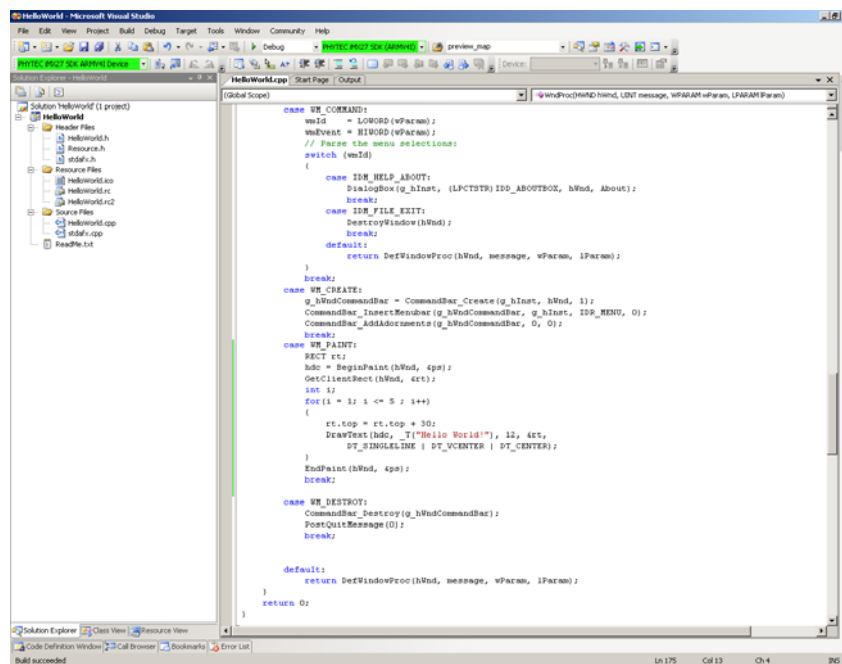 HelloWorld - Microsoft Visual Studio
File Edit View Project Build Debug Target Tools Window Community Help
Debug PHYTEC iMX27 SDK (ARMV4I) preview_map
PHYTEC iMX27 SDK ARMV4I Device Device:
Solution Explorer - HelloWorld
HelloWorld.cpp Start Page Output
(Global Scope) WndProc(HWND hWnd, UINT message, WPARAM wParam, LPARAM lParam)
Solution 'HelloWorld' (1 project)
HelloWorld
Header Files
HelloWorld.h
Resource.h
stdafx.h
Resource Files
HelloWorld.ico
HelloWorld.rc
HelloWorld.rc2
Source Files
HelloWorld.cpp
stdafx.cpp
ReadMe.txt
case WM_COMMAND:
wmId = LOWORD(wParam);
wmEvent = HIWORD(wParam);
// Parse the menu selections:
switch (wmId)
{
case IDM_HELP_ABOUT:
DialogBox(g_hInst, (LPCTSTR)IDD_ABOUTBOX, hWnd, About);
break;
case IDM_FILE_EXIT:
DestroyWindow(hWnd);
break;
default:
return DefWindowProc(hWnd, message, wParam, lParam);
}
break;
case WM_CREATE:
g_hWndCommandBar = CommandBar_Create(g_hInst, hWnd, 1);
CommandBar_InsertMenubar(g_hWndCommandBar, g_hInst, IDR_MENU, 0);
CommandBar_AddAdornments(g_hWndCommandBar, 0, 0);
break;
case WM_PAINT:
RECT rt;
hdc = BeginPaint(hWnd, &ps);
GetClientRect(hWnd, &rt);
int i;
for(i = 1; i <= 5 ; i++)
{
rt.top = rt.top + 30;
DrawText(hdc, _T("Hello World!"), 12, &rt,
DT_SINGLELINE | DT_VCENTER | DT_CENTER);
}
EndPaint(hWnd, &ps);
break;
case WM_DESTROY:
CommandBar_Destroy(g_hWndCommandBar);
PostQuitMessage(0);
break;
default:
return DefWindowProc(hWnd, message, wParam, lParam);
}
return 0;
}
Solution Explorer Class View Resource View
Code Definition Window Call Browser Bookmarks Error List
Build succeeded Ln 175 Col 13 Ch 4 INS